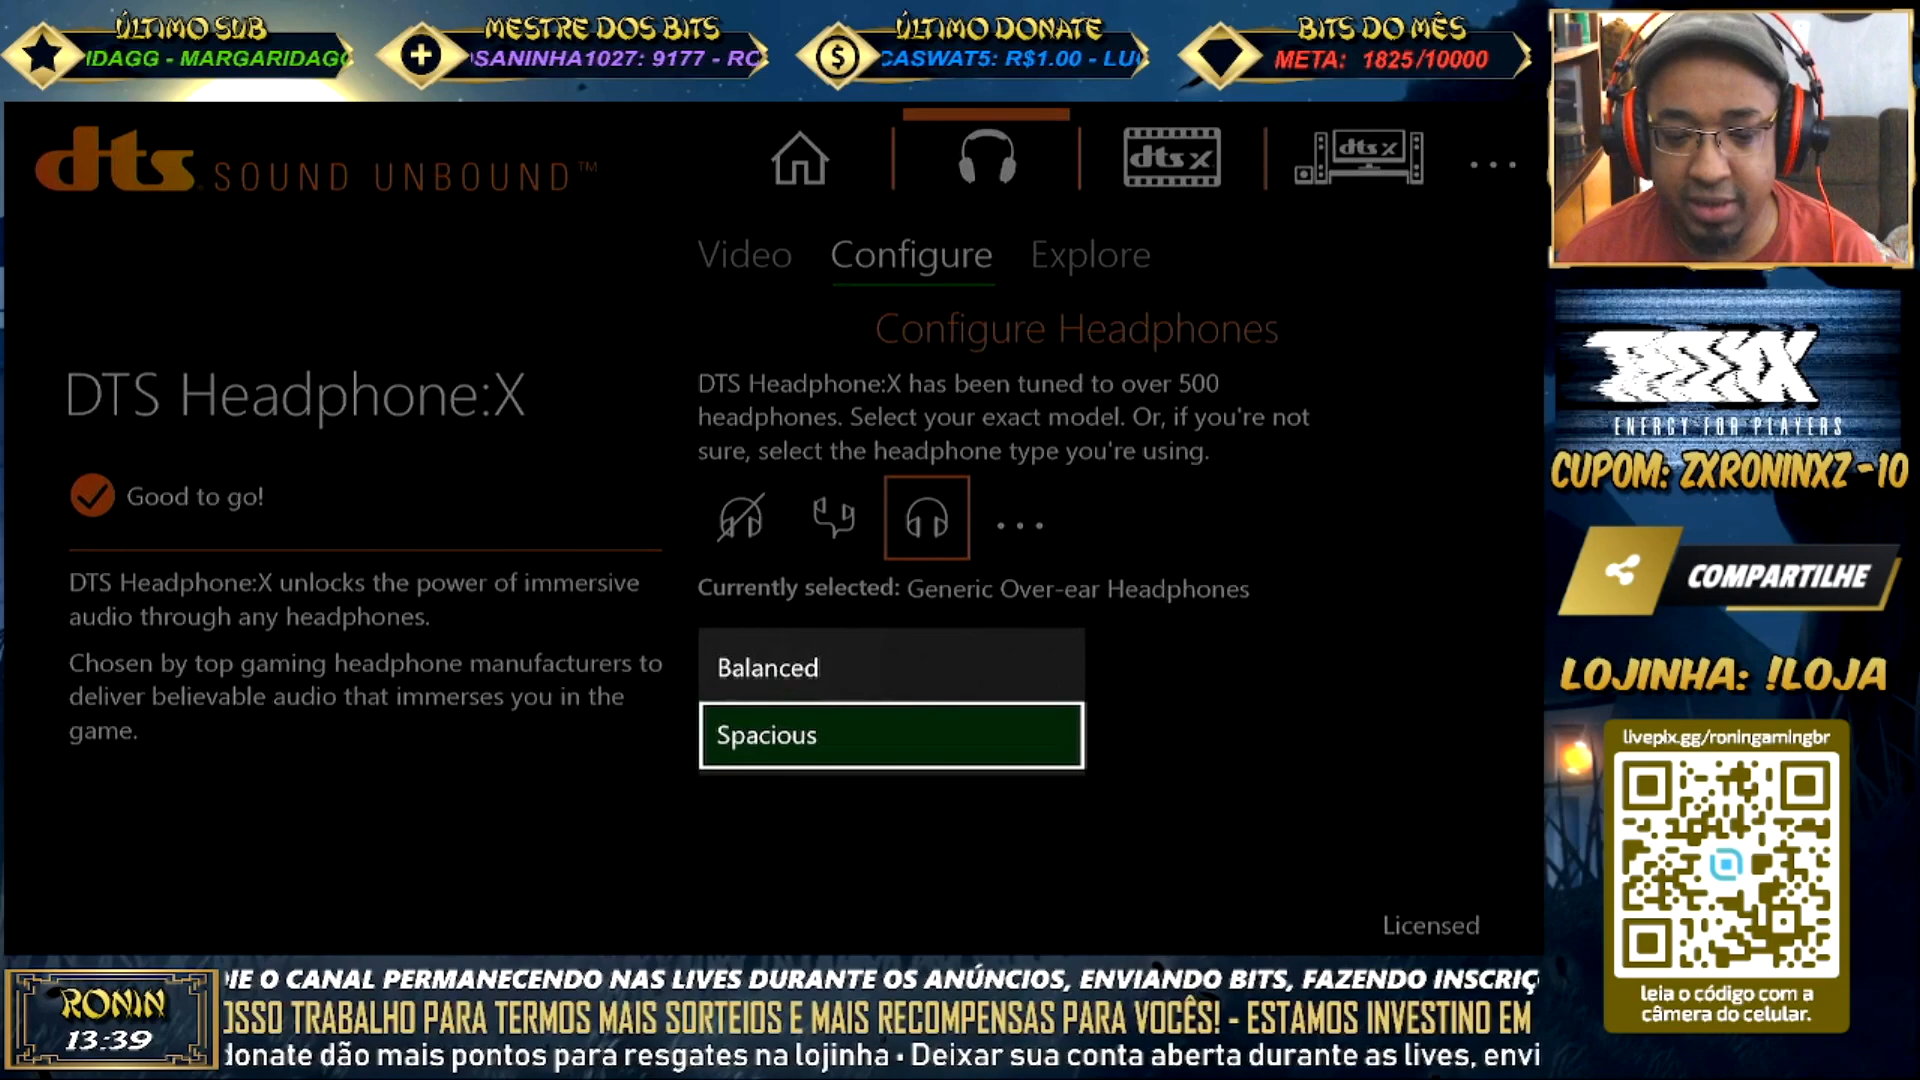 ÚLTIMO SUB
IDAGG - MARGARIDAGG
MESTRE DOS BITS
SANINHA1027: 9177 - RO
ÚLTIMO DONATE
CASWAT5: R$1.00 - LU
BITS DO MÊS
META: 1825/10000
dts SOUND UNBOUND™
dts x
dts x
Video Configure Explore
Configure Headphones
DTS Headphone:X has been tuned to over 500
headphones. Select your exact model. Or, if you're not
sure, select the headphone type you're using.
Currently selected: Generic Over-ear Headphones
Balanced
Spacious
DTS Headphone:X
Good to go!
DTS Headphone:X unlocks the power of immersive
audio through any headphones.
Chosen by top gaming headphone manufacturers to
deliver believable audio that immerses you in the
game.
Licensed
ENERGY FOR PLAYERS
CUPOM: ZXRONINXZ -10
COMPARTILHE
LOJINHA: !LOJA
livepix.gg/roningamingbr
leia o código com a
câmera do celular.
RONIN
13:39
IE O CANAL PERMANECENDO NAS LIVES DURANTE OS ANÚNCIOS, ENVIANDO BITS, FAZENDO INSCRIÇ
OSSO TRABALHO PARA TERMOS MAIS SORTEIOS E MAIS RECOMPENSAS PARA VOCÊS! - ESTAMOS INVESTINO EM
donate dão mais pontos para resgates na lojinha • Deixar sua conta aberta durante as lives, envi